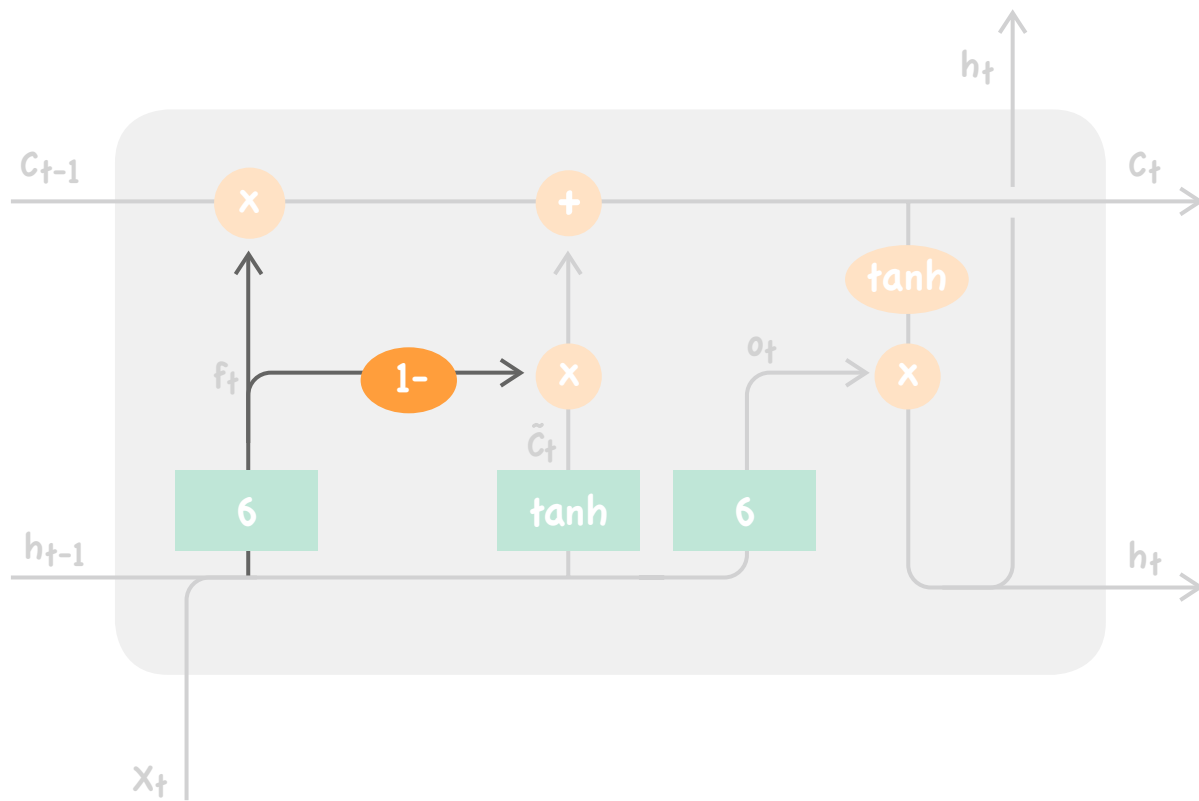 hₜ
Cₜ₋₁
Cₜ
x
+
tanh
fₜ
1-
x
oₜ
x
C̃ₜ
6
tanh
6
hₜ₋₁
hₜ
xₜ